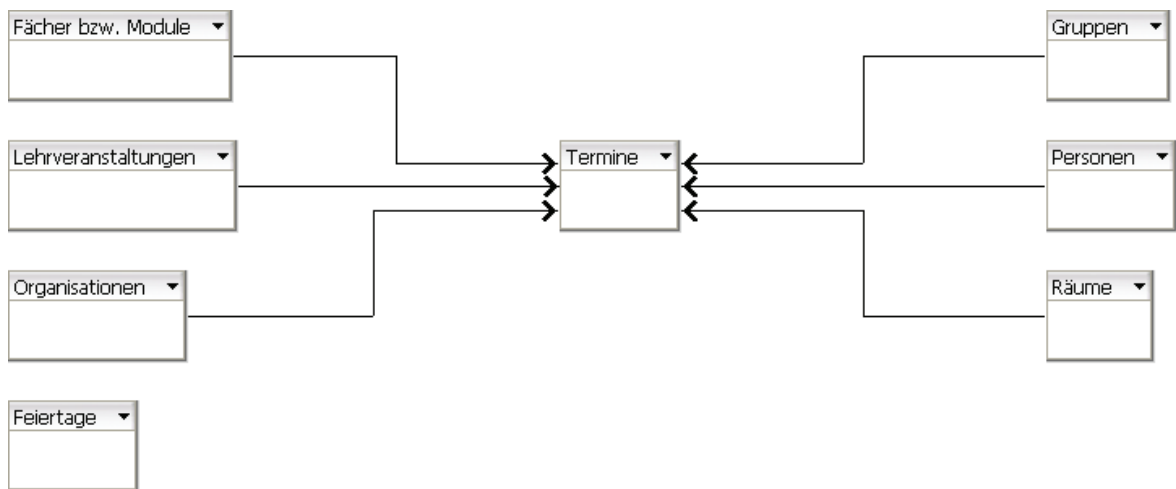 Fächer bzw. Module
Gruppen
Lehrveranstaltungen
Termine
Personen
Organisationen
Räume
Feiertage